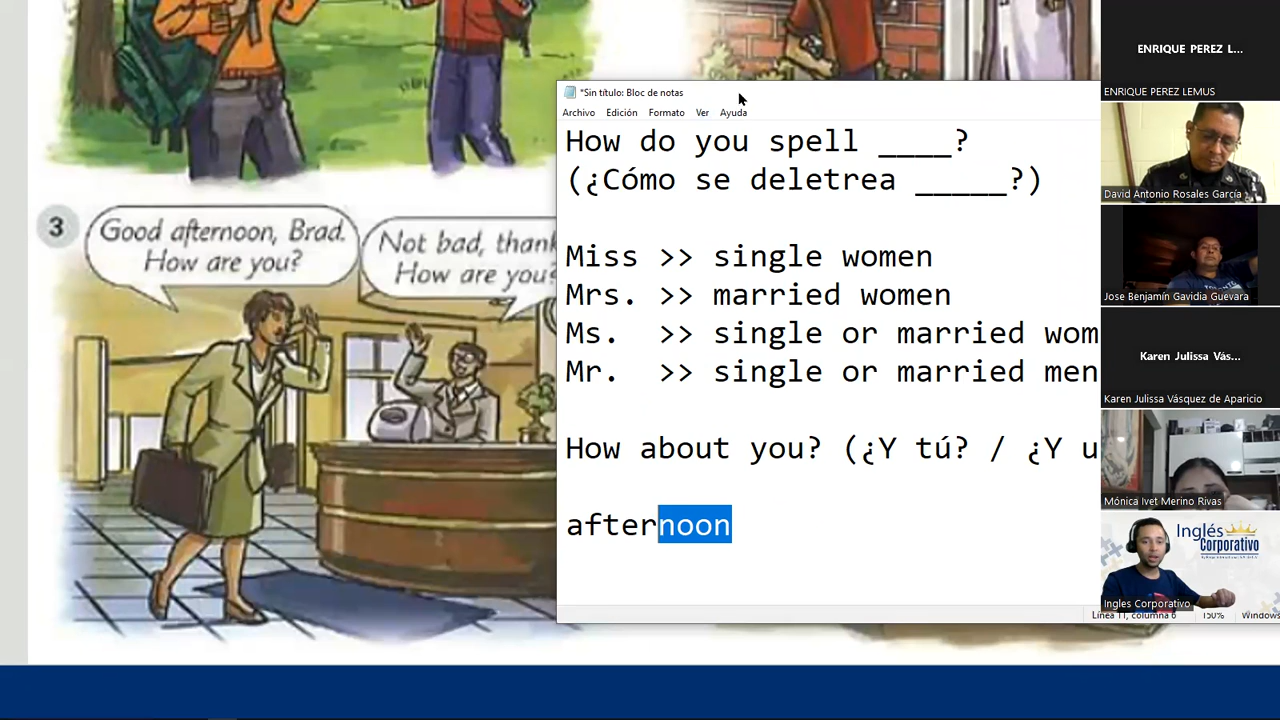 3
Good afternoon, Brad.
How are you?
Not bad, thank
How are you?
*Sin título: Bloc de notas
Archivo Edición Formato Ver Ayuda
How do you spell ____?
(¿Cómo se deletrea _____?)
Miss >> single women
Mrs. >> married women
Ms. >> single or married wom
Mr. >> single or married men
How about you? (¿Y tú? / ¿Y u
afternoon
Línea 11, columna 6 150% Windows
ENRIQUE PEREZ L...
ENRIQUE PEREZ LEMUS
David Antonio Rosales García
Jose Benjamín Gavidia Guevara
Karen Julissa Vás...
Karen Julissa Vásquez de Aparicio
Mónica Ivet Merino Rivas
Inglés
Corporativo
Ingles Corporativo